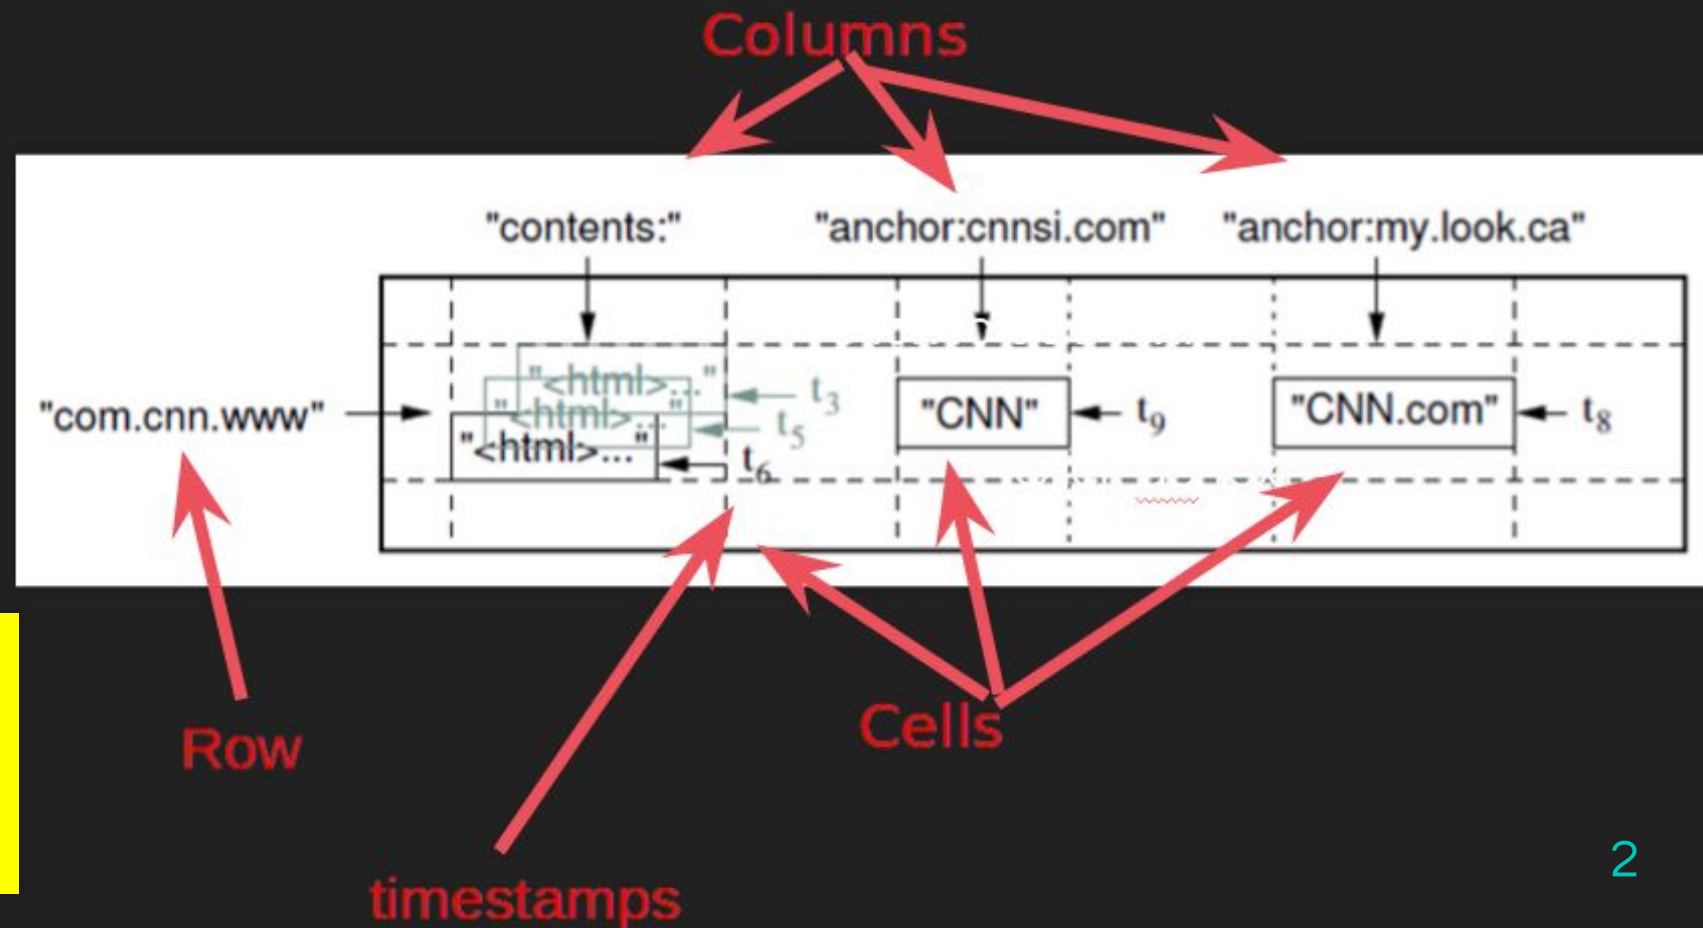 Columns
"contents:" "anchor:cnnsi.com" "anchor:my.look.ca"
"<html>..." t3
"<html>..." t5
"com.cnn.www" "CNN" t9 "CNN.com" t8
"<html>..." t6
Row
Cells
timestamps
2